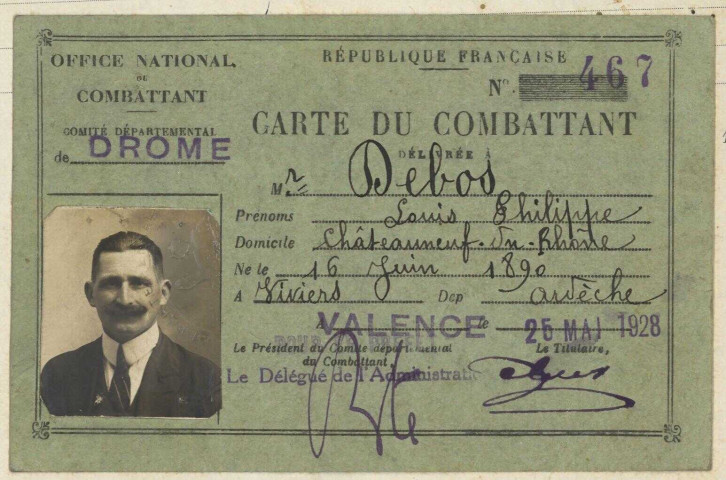 OFFICE NATIONAL
DU
COMBATTANT
COMITÉ DÉPARTEMENTAL
de DROME
RÉPUBLIQUE FRANÇAISE
N° 467
CARTE DU COMBATTANT
DÉLIVRÉE À
Mr Debos
Prenoms Louis Philippe
Domicile Châteauneuf-du-Rhône
Ne le 16 Juin 1890
A Viviers Dep ardèche
A VALENCE le 25 MAI 1928
Le Président du Comité départemental
du Combattant,
Le Titulaire,
Le Délégué de l'Administrati